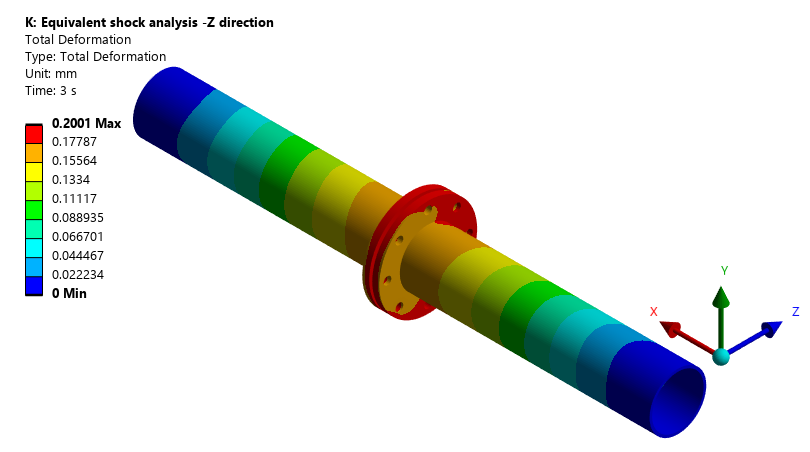 K: Equivalent shock analysis -Z direction
Total Deformation
Type: Total Deformation
Unit: mm
Time: 3 s
0.2001 Max
0.17787
0.15564
0.1334
0.11117
0.088935
0.066701
0.044467
0.022234
0 Min
Y
X
Z